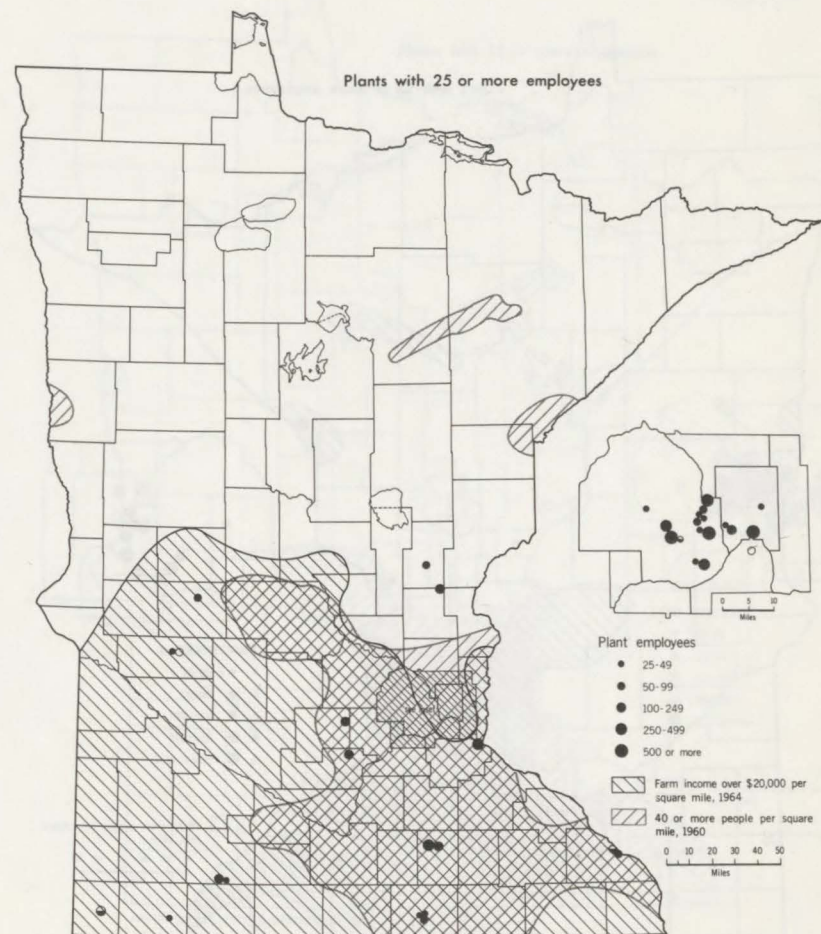 Plants with 25 or more employees
0 5 10
Miles
Plant employees
25-49
50-99
100-249
250-499
500 or more
Farm income over $20,000 per
square mile, 1964
40 or more people per square
mile, 1960
0 10 20 30 40 50
Miles